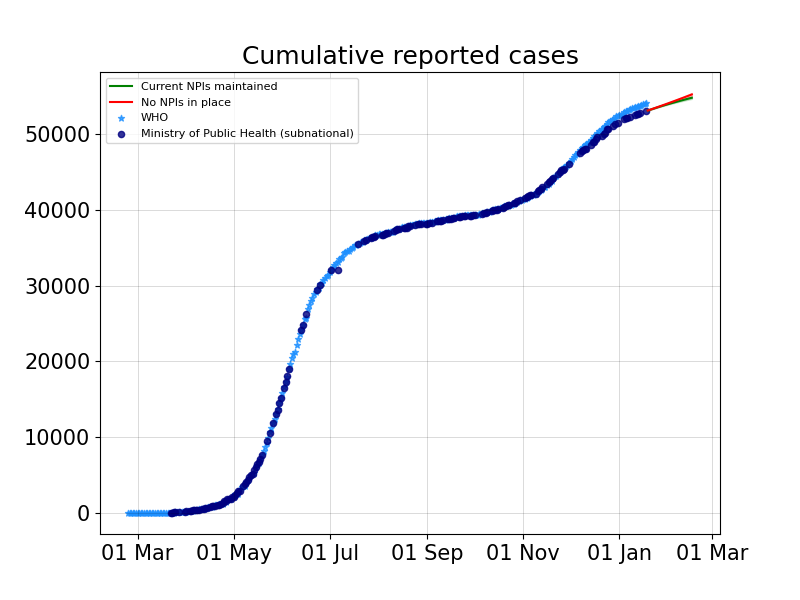 Cumulative reported cases
Current NPIs maintained
No NPIs in place
WHO
Ministry of Public Health (subnational)
50000
40000
30000
20000
10000
0
01 Mar 01 May 01 Jul 01 Sep 01 Nov 01 Jan 01 Mar